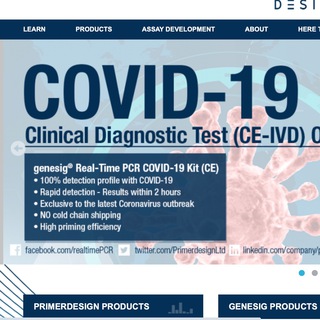 DESI
LEARN PRODUCTS ASSAY DEVELOPMENT ABOUT HERE T
COVID-19
Clinical Diagnostic Test (CE-IVD) O
genesig® Real-Time PCR COVID-19 Kit (CE)
• 100% detection profile with COVID-19
• Rapid detection - Results within 2 hours
• Exclusive to the latest Coronavirus outbreak
• NO cold chain shipping
• High priming efficiency
facebook.com/realtimePCR twitter.com/PrimerdesignLtd linkedin.com/company/p
PRIMERDESIGN PRODUCTS GENESIG PRODUCTS